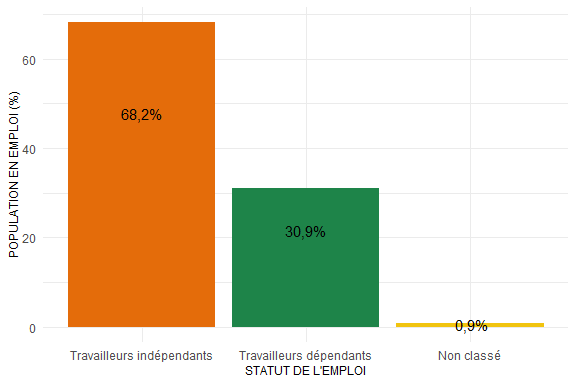 POPULATION EN EMPLOI (%)
60
40
20
0
68,2%
30,9%
0,9%
Travailleurs indépendants
Travailleurs dépendants
Non classé
STATUT DE L'EMPLOI